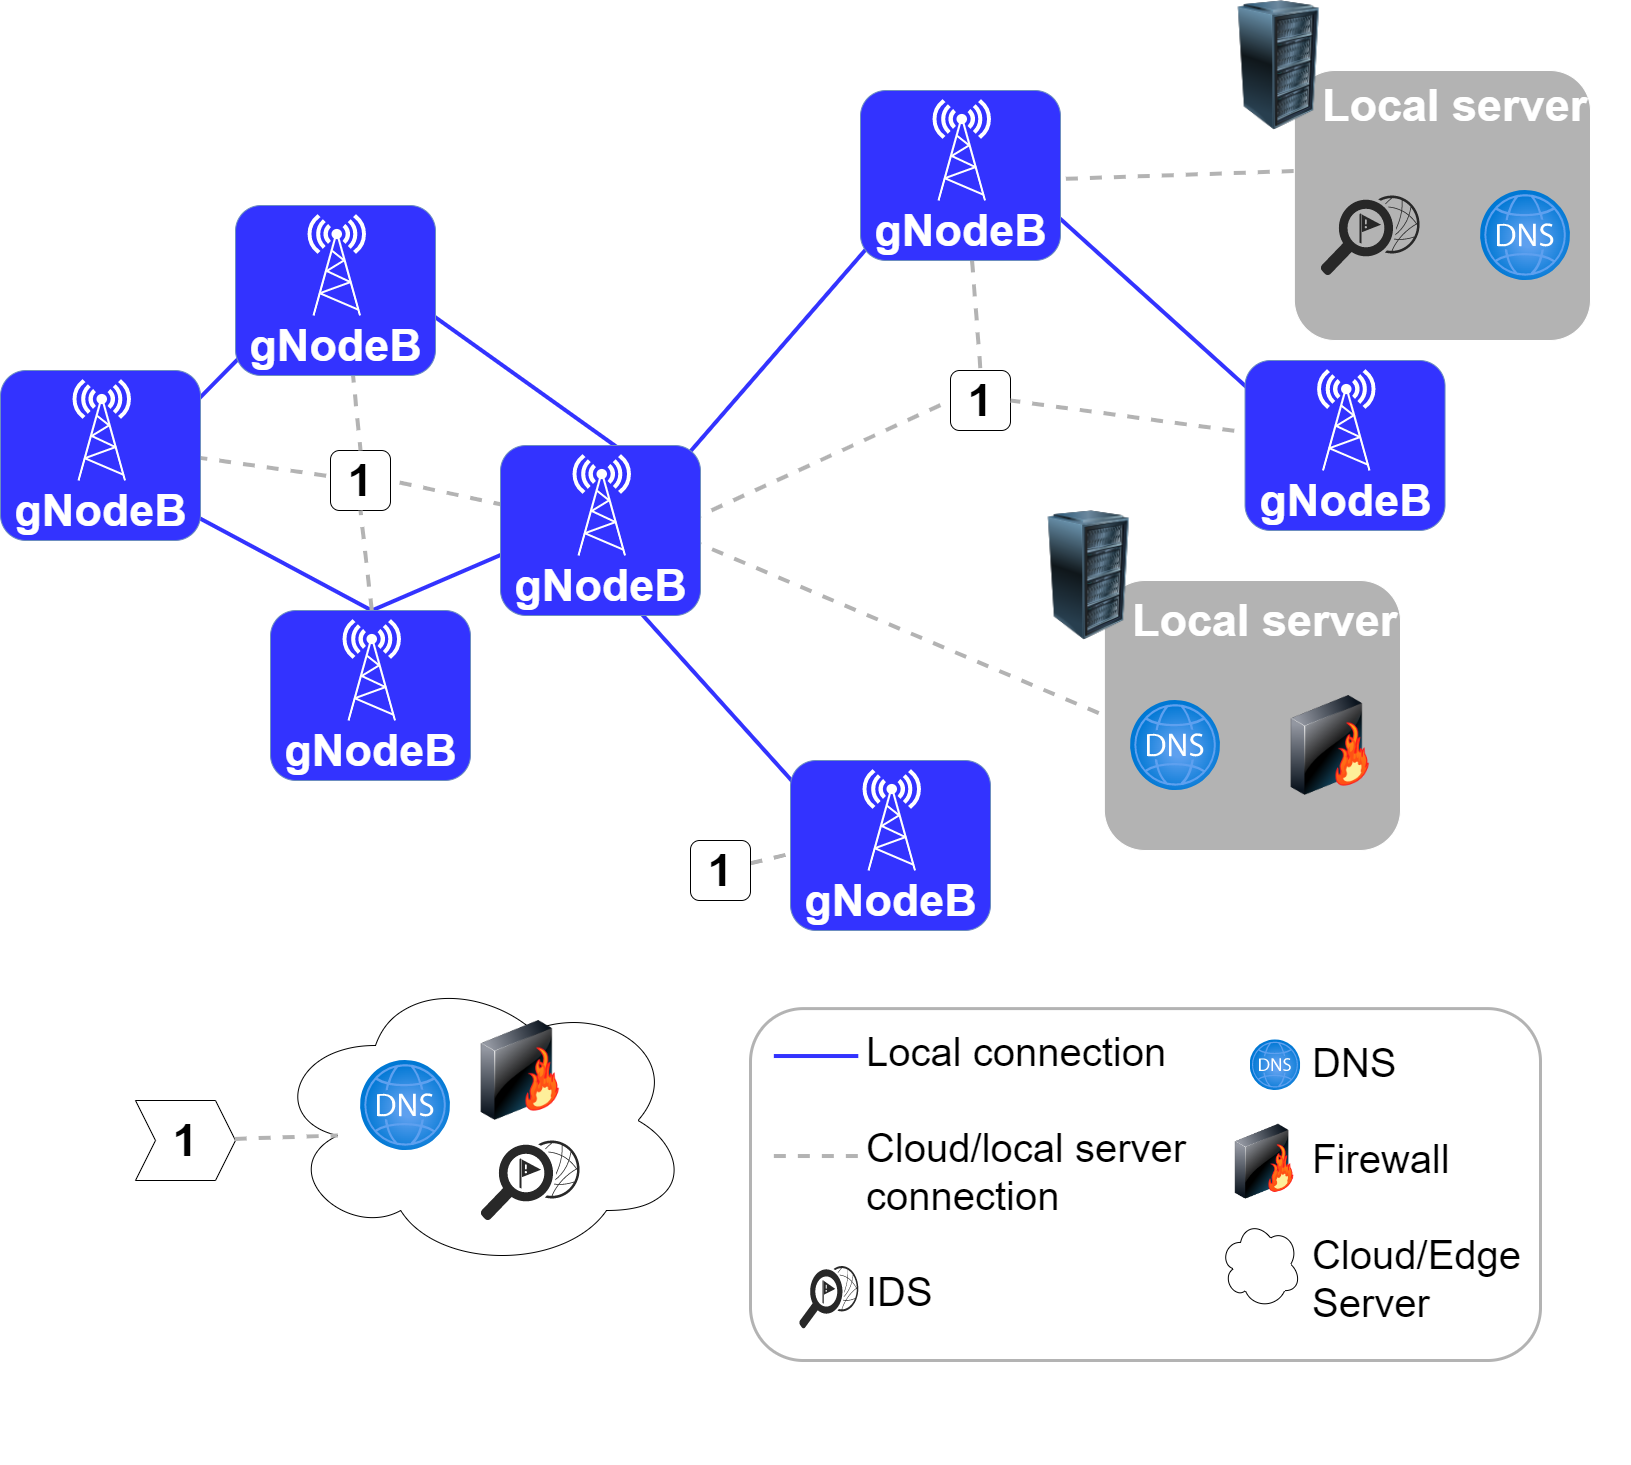 Local server
gNodeB
gNodeB
gNodeB
DNS
1
1
gNodeB
gNodeB
gNodeB
Local server
gNodeB
DNS
1
gNodeB
DNS
1
Local connection
DNS DNS
Cloud/local server
connection
Firewall
IDS
Cloud/Edge
Server